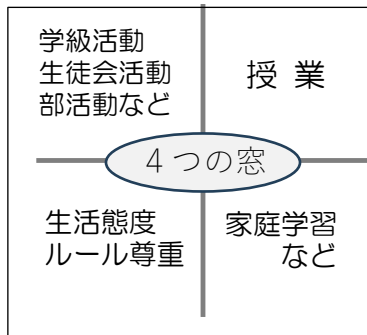 学級活動
生徒会活動
部活動など
授 業
４つの窓
生活態度
ルール尊重
家庭学習
など